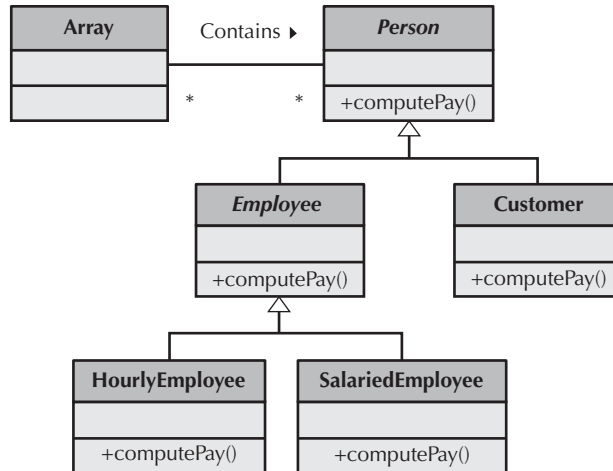 Array
Contains ▶
Person
* *
+computePay()
Employee
Customer
+computePay()
+computePay()
HourlyEmployee
SalariedEmployee
+computePay()
+computePay()